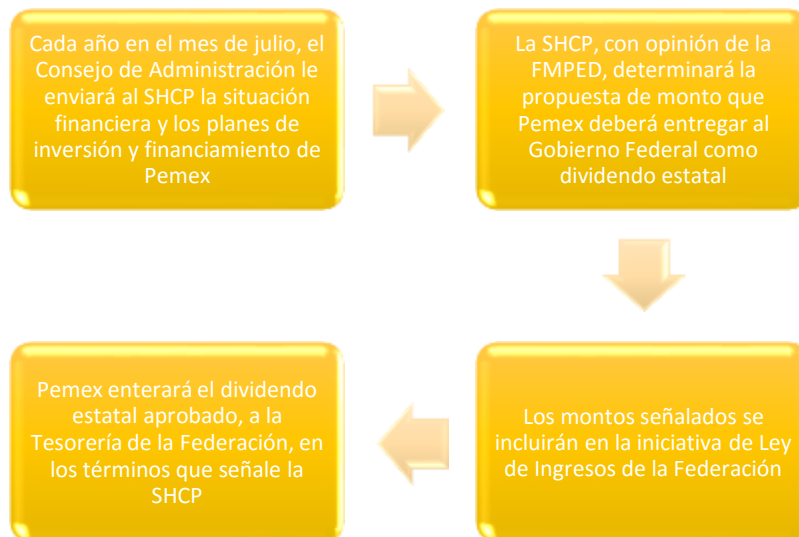 Cada año en el mes de julio, el
Consejo de Administración le
enviará al SHCP la situación
financiera y los planes de
inversión y financiamiento de
Pemex
La SHCP, con opinión de la
FMPED, determinará la
propuesta de monto que
Pemex deberá entregar al
Gobierno Federal como
dividendo estatal
Los montos señalados se
incluirán en la iniciativa de Ley
de Ingresos de la Federación
Pemex enterará el dividendo
estatal aprobado, a la
Tesorería de la Federación, en
los términos que señale la
SHCP